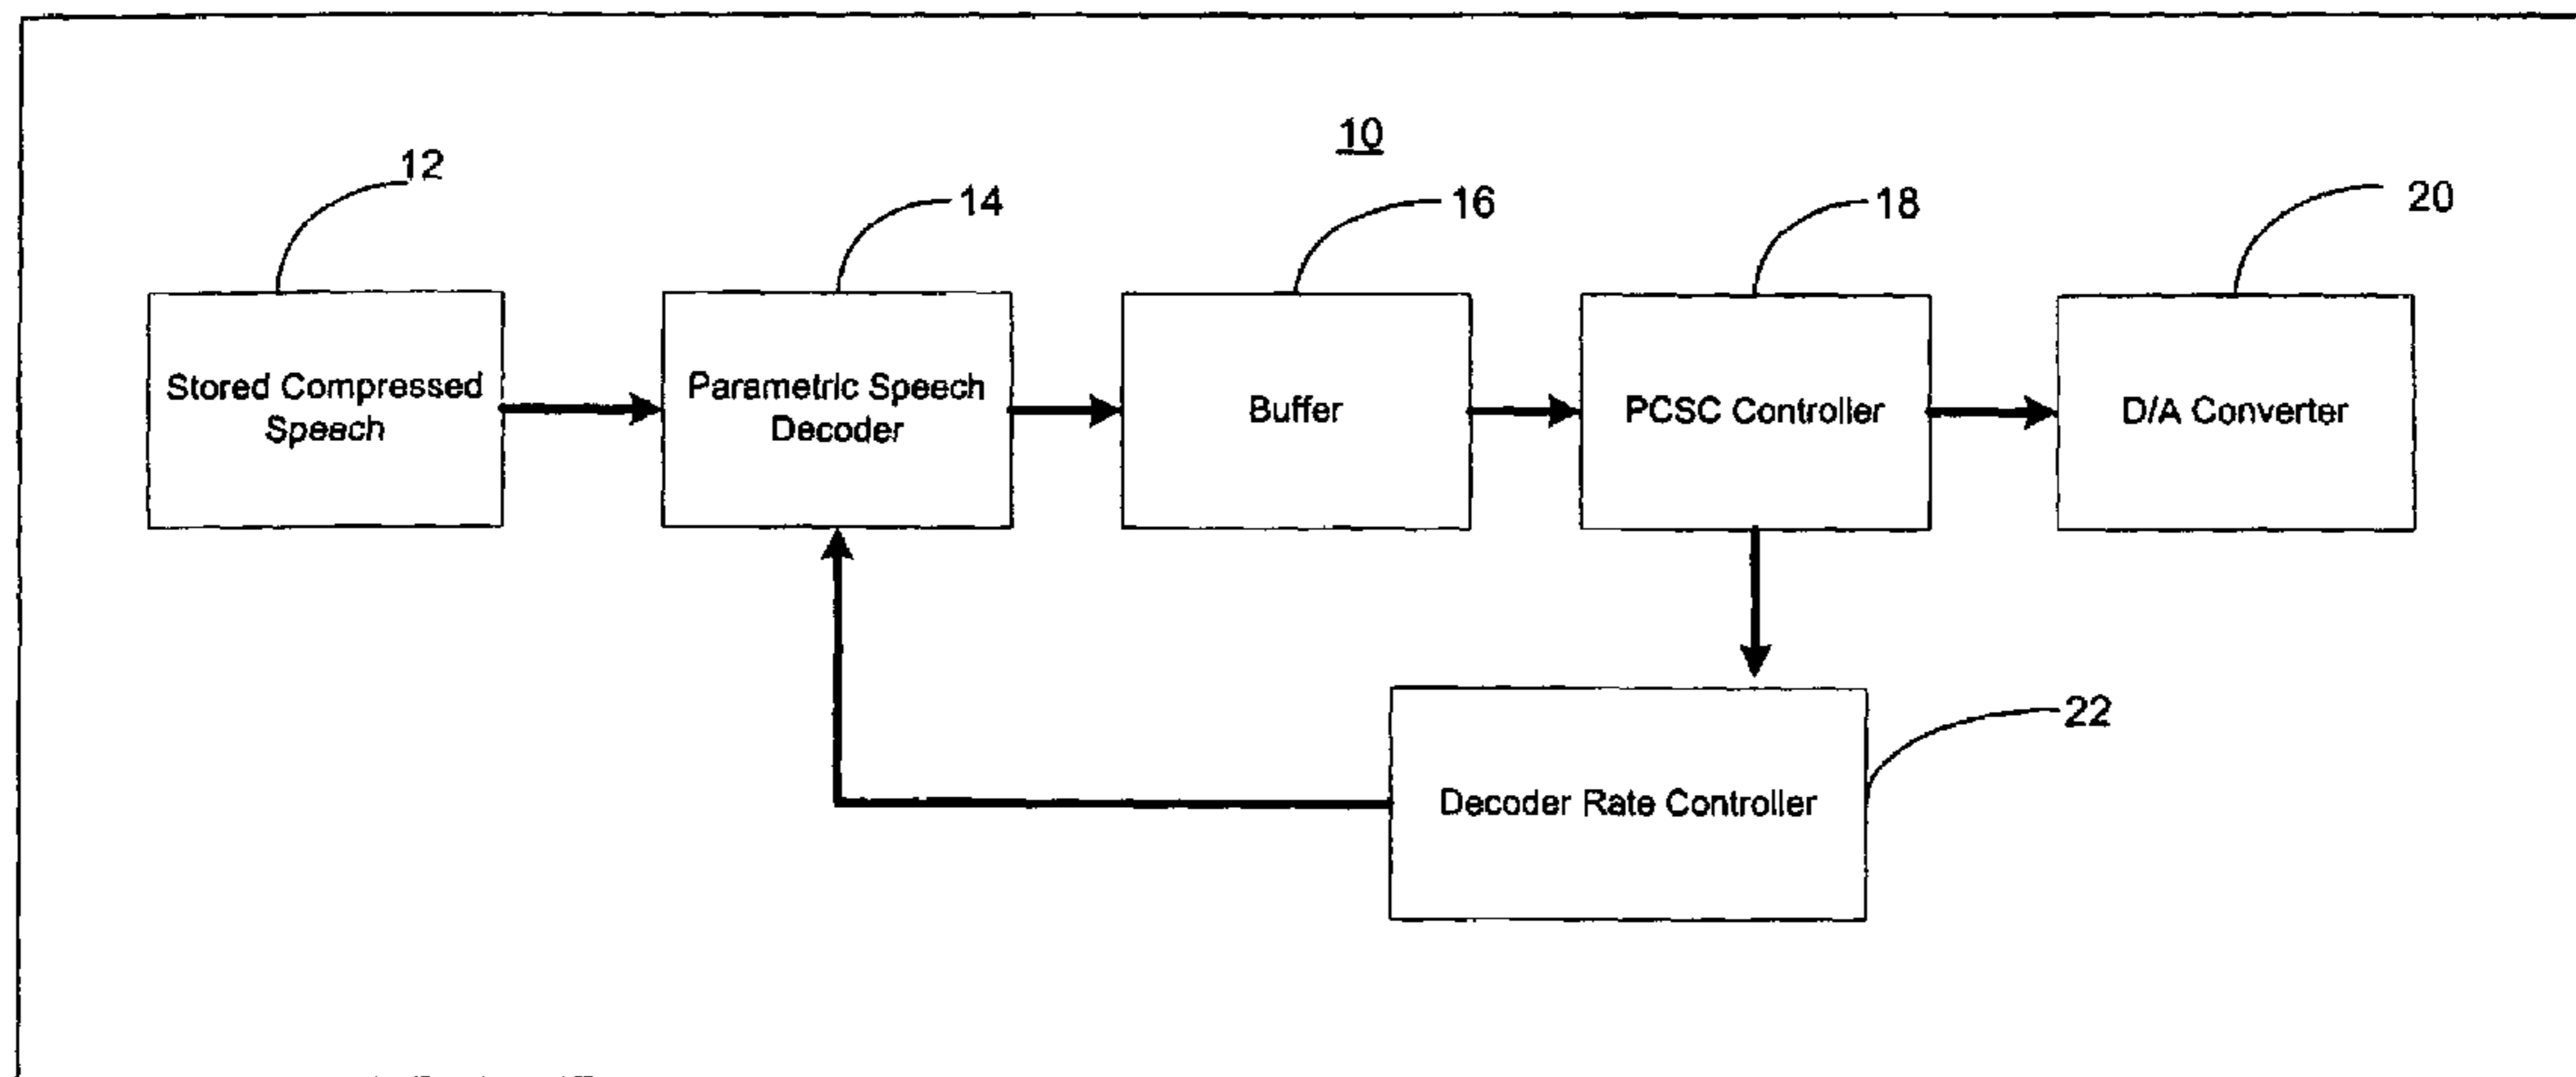 10
12
14
16
18
20
Stored Compressed
Speech
Parametric Speech
Decoder
Buffer
PCSC Controller
D/A Converter
22
Decoder Rate Controller